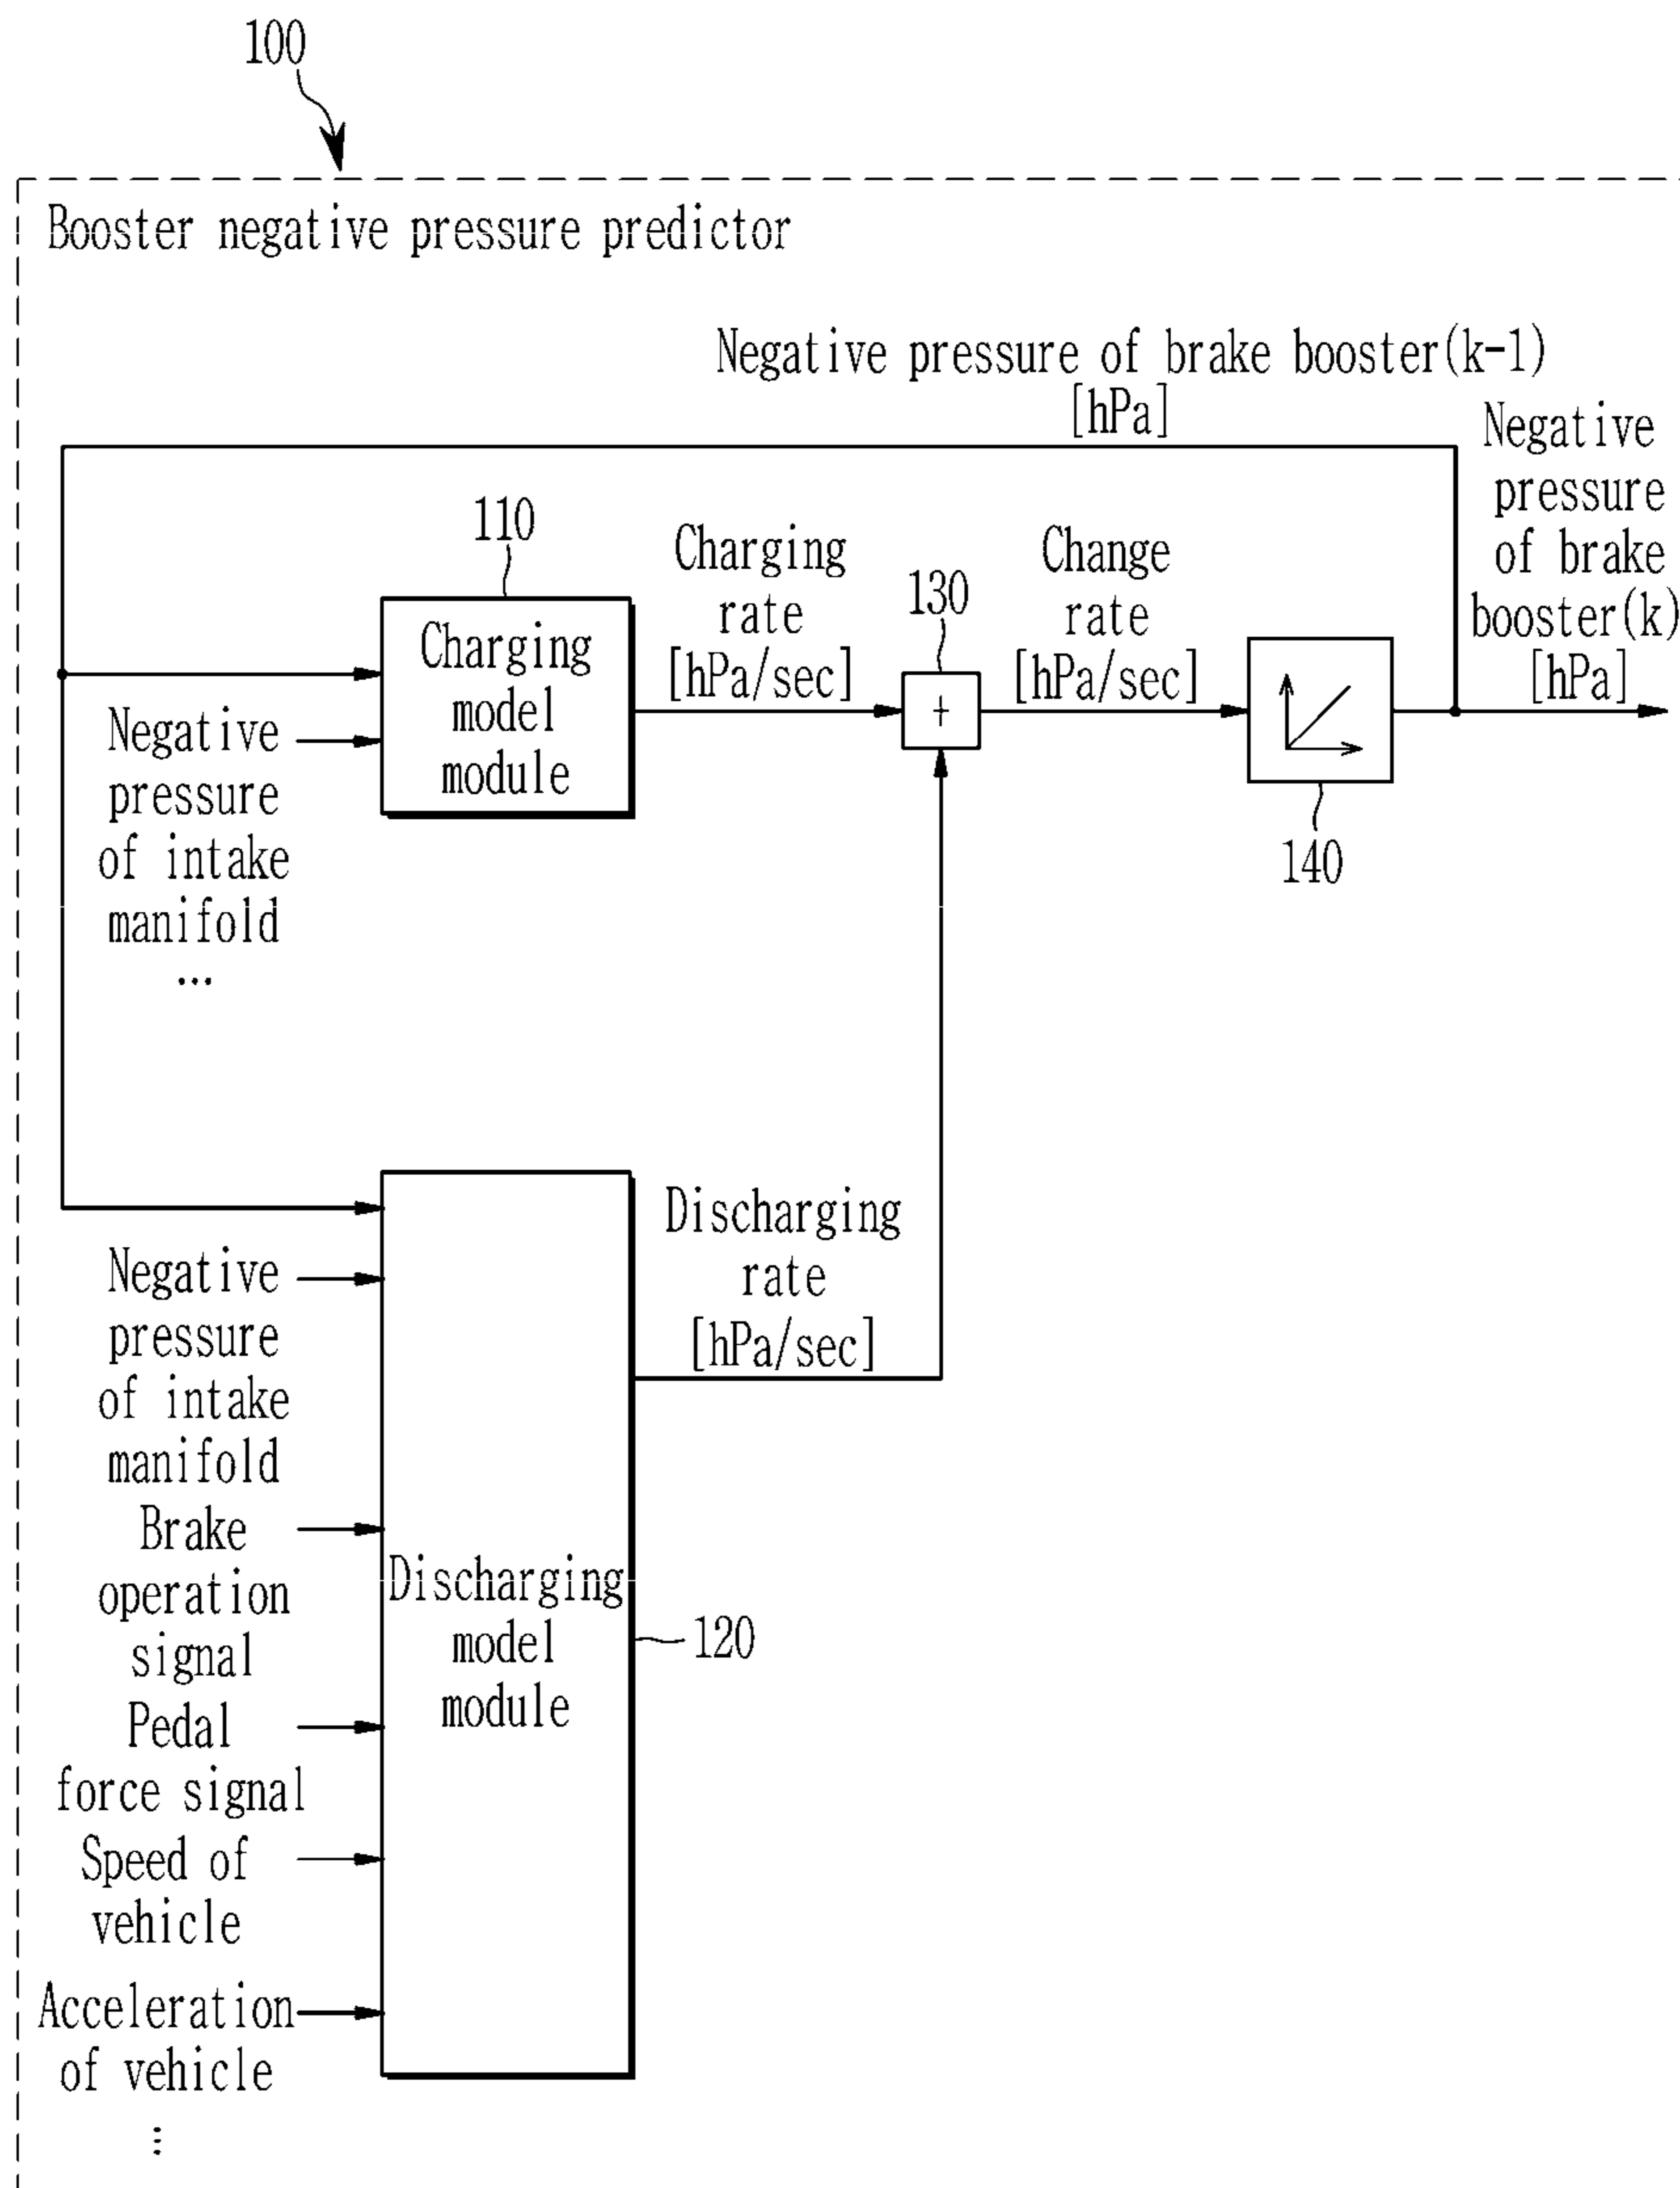 100
Booster negative pressure predictor
Negative pressure of brake booster(k-1)
[hPa]
Negative
pressure
of brake
booster(k)
[hPa]
110
Charging
rate
[hPa/sec]
130
Change
rate
[hPa/sec]
Charging
model
module
+
140
Negative
pressure
of intake
manifold
...
Discharging
rate
[hPa/sec]
Negative
pressure
of intake
manifold
Brake
operation
signal
Pedal
force signal
Speed of
vehicle
Acceleration
of vehicle
...
Discharging
model
module
120